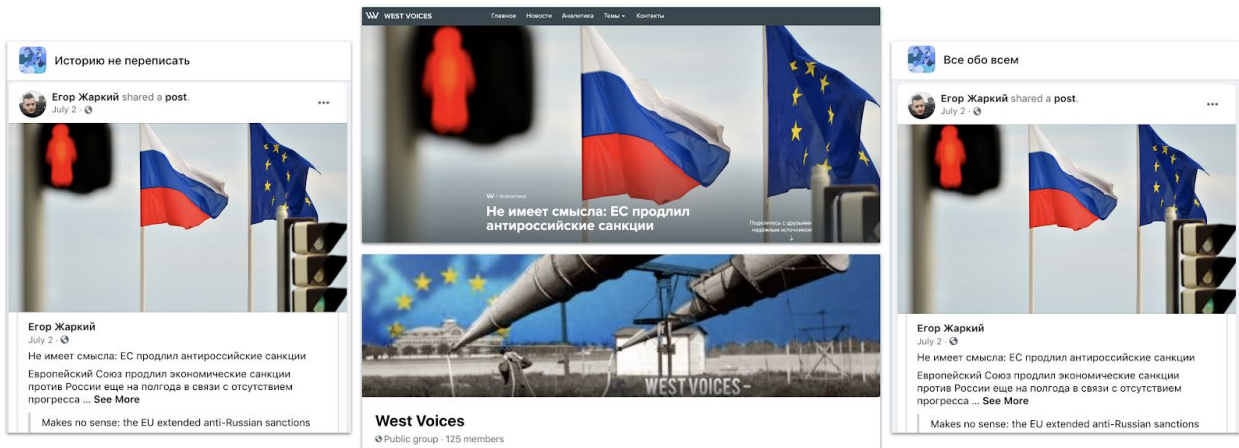 Историю не переписать
Егор Жаркий shared a post.
July 2 ·
Егор Жаркий
July 2 ·
Не имеет смысла: ЕС продлил антироссийские санкции
Европейский Союз продлил экономические санкции
против России еще на полгода в связи с отсутствием
прогресса ... See More
Makes no sense: the EU extended anti-Russian sanctions
W WEST VOICES
Главное Новости Аналитика Темы Контакты
W / Аналитика
Не имеет смысла: ЕС продлил
антироссийские санкции
Поделитесь с друзьями
надежным источником
WEST VOICES
West Voices
Public group · 125 members
Все обо всем
Егор Жаркий shared a post.
July 2 ·
Егор Жаркий
July 2 ·
Не имеет смысла: ЕС продлил антироссийские санкции
Европейский Союз продлил экономические санкции
против России еще на полгода в связи с отсутствием
прогресса ... See More
Makes no sense: the EU extended anti-Russian sanctions